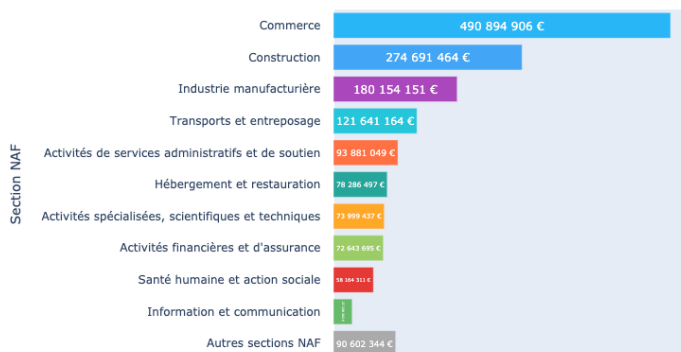 Commerce 490 894 906 €
Construction 274 691 464 €
Industrie manufacturière 180 154 151 €
Transports et entreposage 121 641 164 €
Activités de services administratifs et de soutien 93 881 049 €
Hébergement et restauration 78 286 497 €
Activités spécialisées, scientifiques et techniques 73 999 437 €
Activités financières et d'assurance 72 643 695 €
Santé humaine et action sociale 58 164 311 €
Information et communication
Autres sections NAF 90 602 344 €
Section NAF